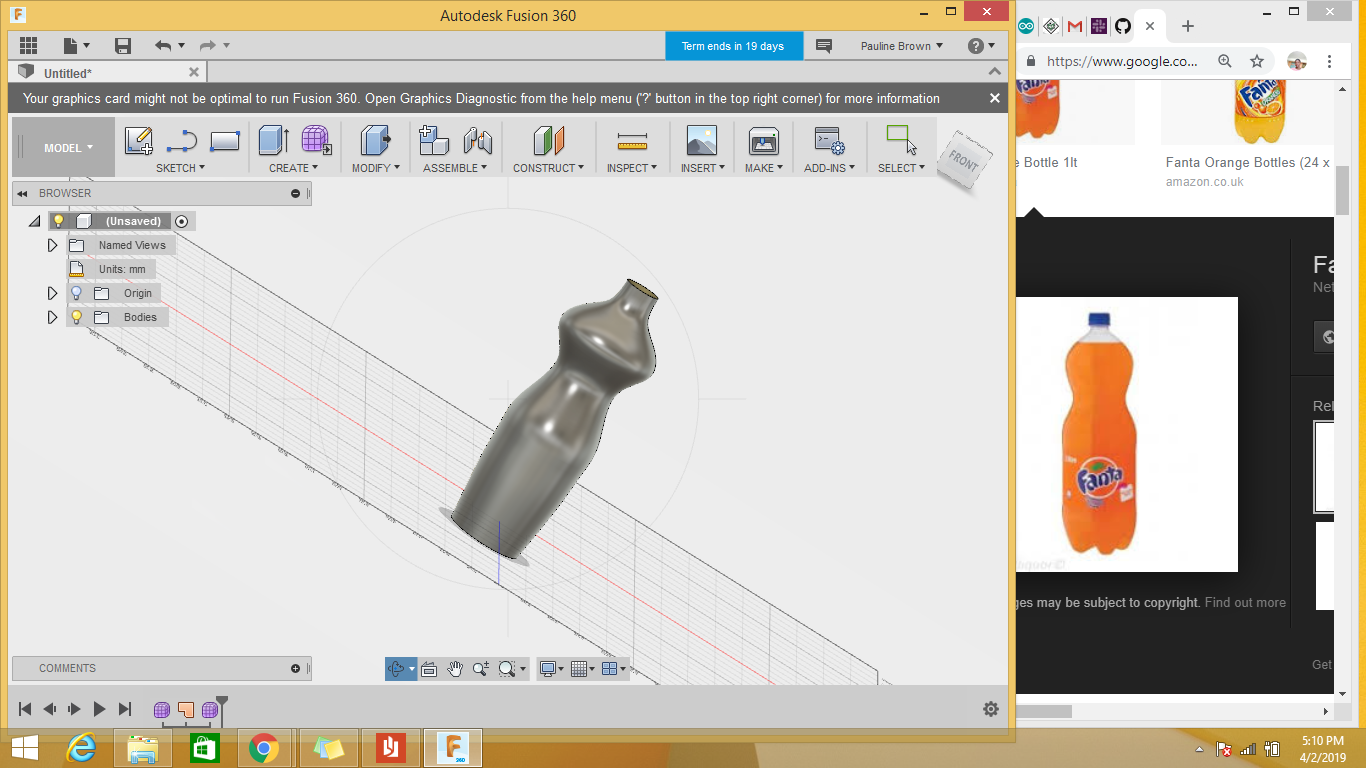 Autodesk Fusion 360
Term ends in 19 days
Pauline Brown
Untitled*
Your graphics card might not be optimal to run Fusion 360. Open Graphics Diagnostic from the help menu ('?' button in the top right corner) for more information
MODEL
SKETCH
CREATE
MODIFY
ASSEMBLE
CONSTRUCT
INSPECT
INSERT
MAKE
ADD-INS
SELECT
FRONT
BROWSER
(Unsaved)
Named Views
Units: mm
Origin
Bodies
COMMENTS
https://www.google.co...
Fanta
e Bottle 1lt
Fanta Orange Bottles (24 x
amazon.co.uk
Fa
Net
Rel
Fanta
ges may be subject to copyright. Find out more
Get
360
5:10 PM
4/2/2019